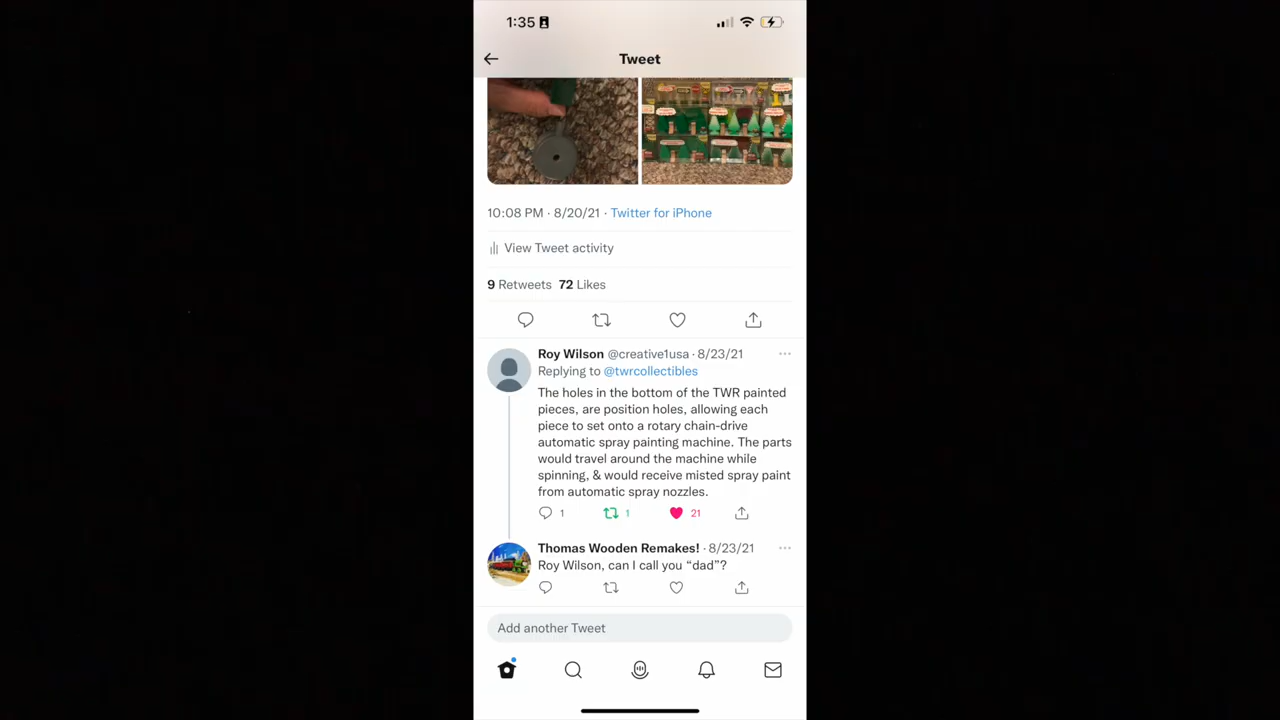 1:35
Tweet
10:08 PM · 8/20/21 · Twitter for iPhone
View Tweet activity
9 Retweets 72 Likes
Roy Wilson @creative1usa · 8/23/21
Replying to @twrcollectibles
The holes in the bottom of the TWR painted
pieces, are position holes, allowing each
piece to set onto a rotary chain-drive
automatic spray painting machine. The parts
would travel around the machine while
spinning, & would receive misted spray paint
from automatic spray nozzles.
1 1 21
Thomas Wooden Remakes! · 8/23/21
Roy Wilson, can I call you “dad”?
Add another Tweet